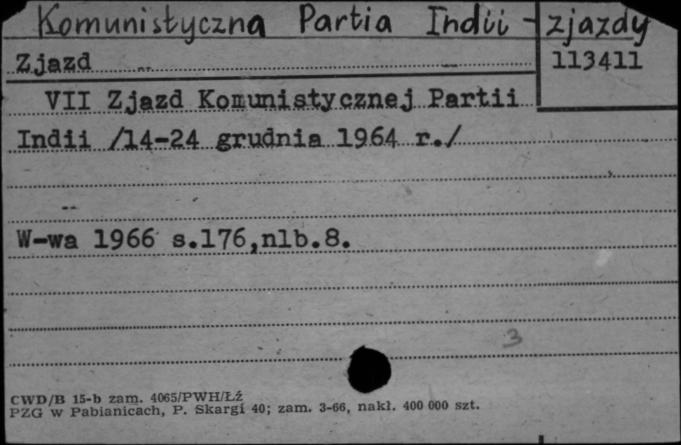 Komunistyczna Partia Indii - zjazdy
Zjazd 113411
VII Zjazd Komunistycznej Partii
Indii /14-24 grudnia 1964 r./
W-wa 1966 s.176,nlb.8.
3
CWD/B 15-b zam. 4065/PWH/Łź
PZG w Pabianicach, P. Skargi 40; zam. 3-66, nakł. 400 000 szt.